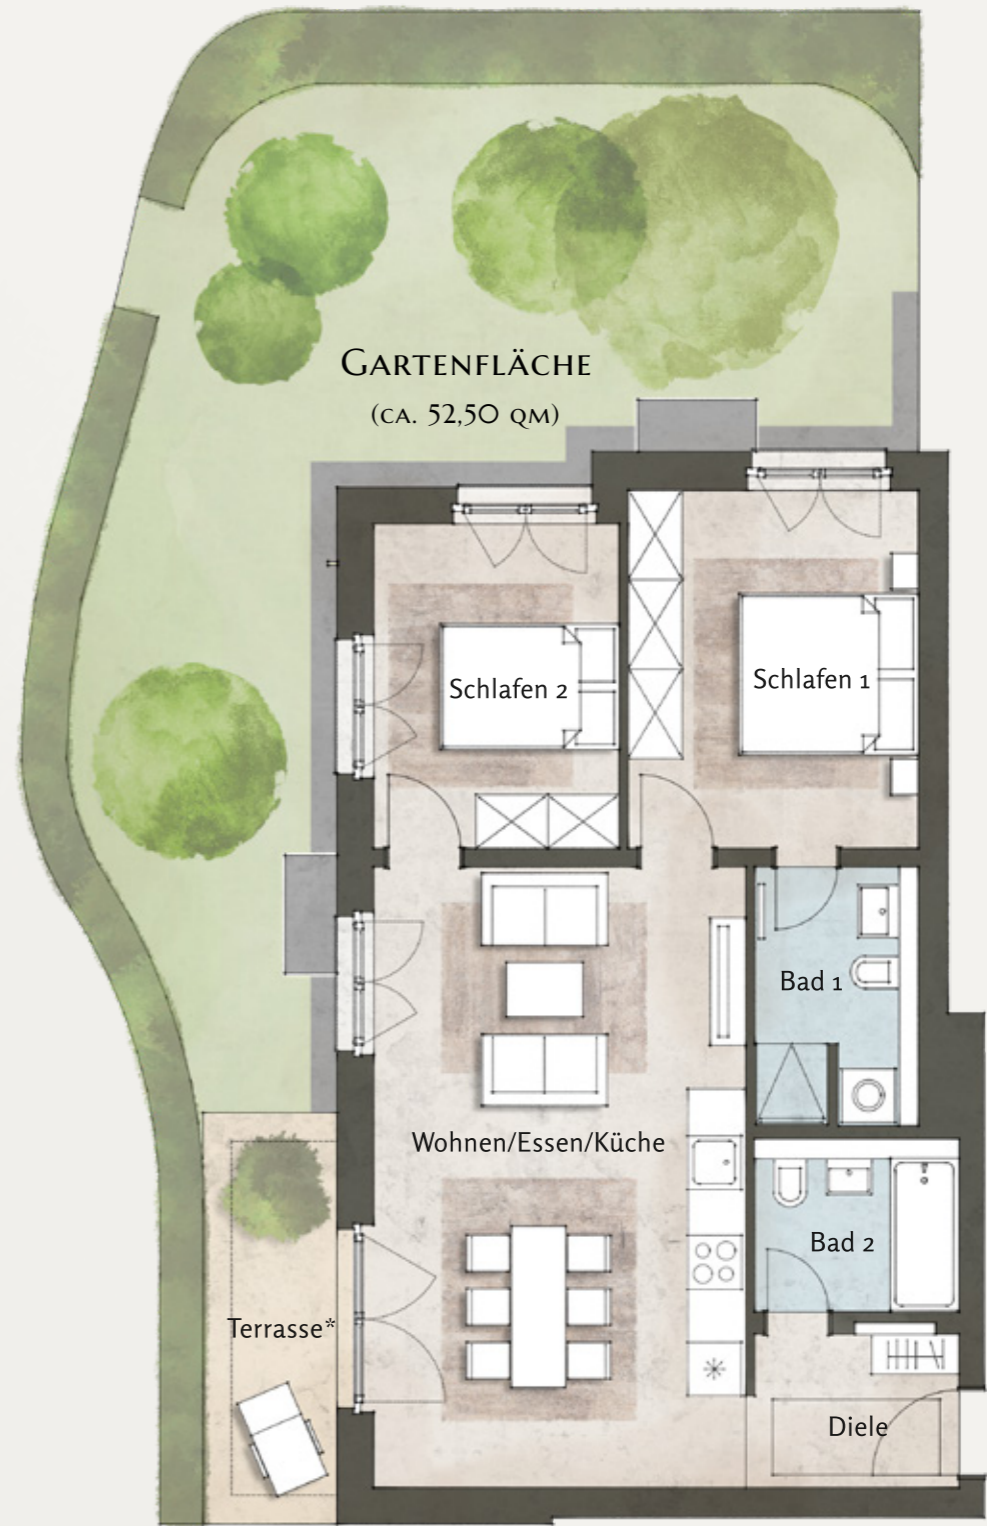 GARTENFLÄCHE
(CA. 52,50 QM)
Schlafen 2
Schlafen 1
Bad 1
Wohnen/Essen/Küche
Bad 2
Terrasse*
Diele